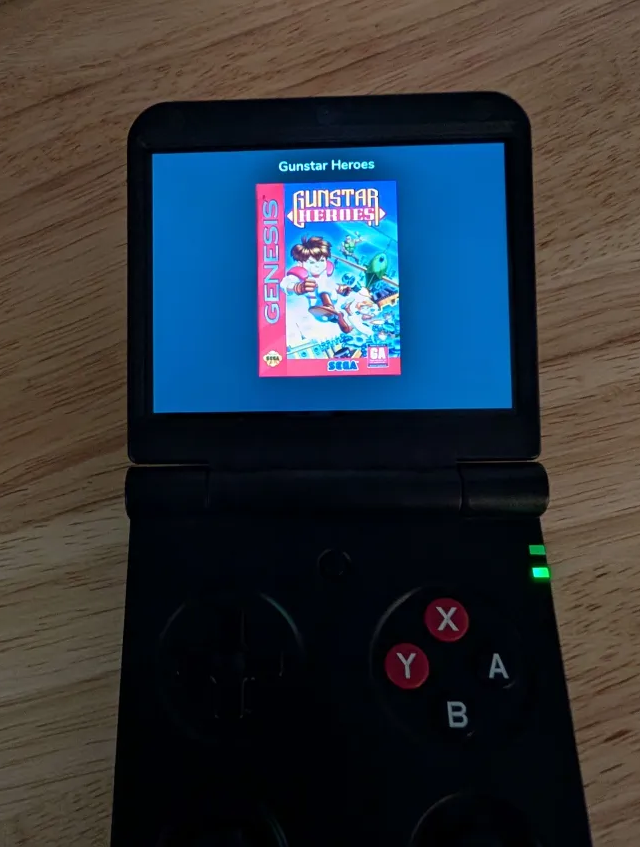 Gunstar Heroes
GENESIS
GUNSTAR
HEROES
SEGA
SEGA
GA
X
Y
A
B